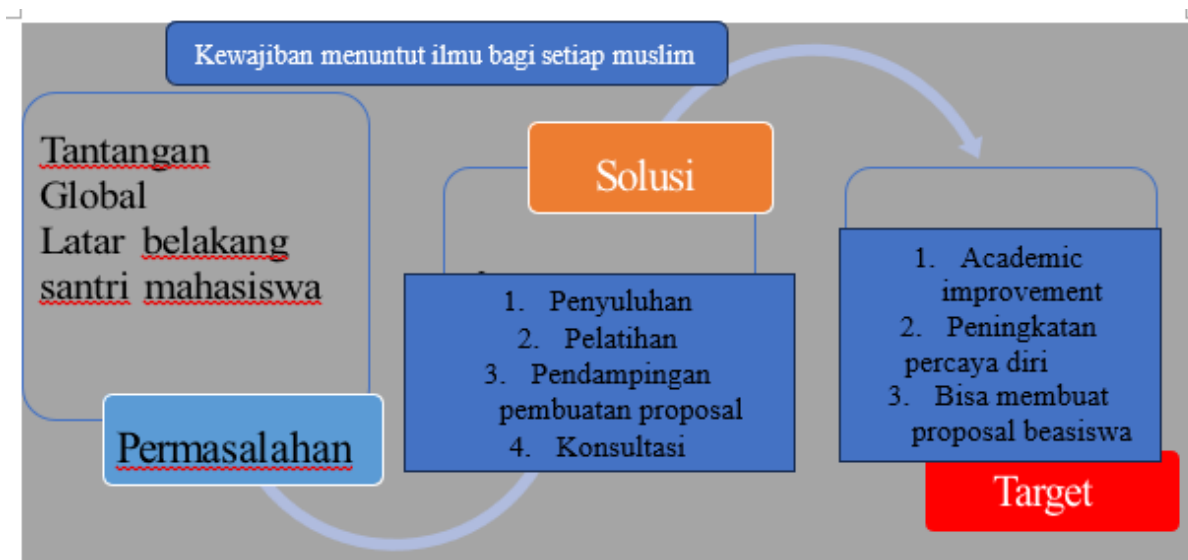 Kewajiban menuntut ilmu bagi setiap muslim
Tantangan
Global
Latar belakang
santri mahasiswa
Permasalahan
Solusi
1. Penyuluhan
2. Pelatihan
3. Pendampingan
pembuatan proposal
4. Konsultasi
1. Academic
improvement
2. Peningkatan
percaya diri
3. Bisa membuat
proposal beasiswa
Target